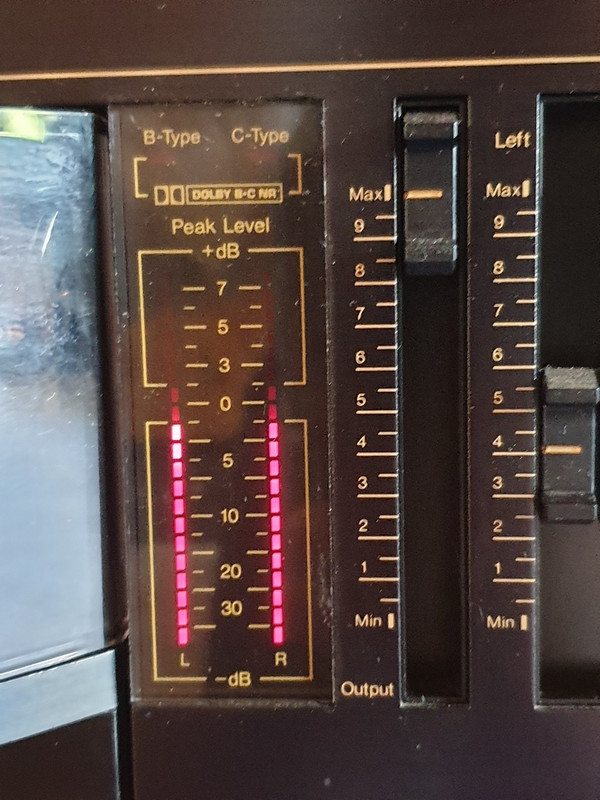 B-Type C-Type
DOLBY B-C NR
Peak Level
+dB
7
5
3
0
5
10
20
30
L R
-dB
Max
9
8
7
6
5
4
3
2
1
Min
Output
Left
Max
9
8
7
6
5
4
3
2
1
Min